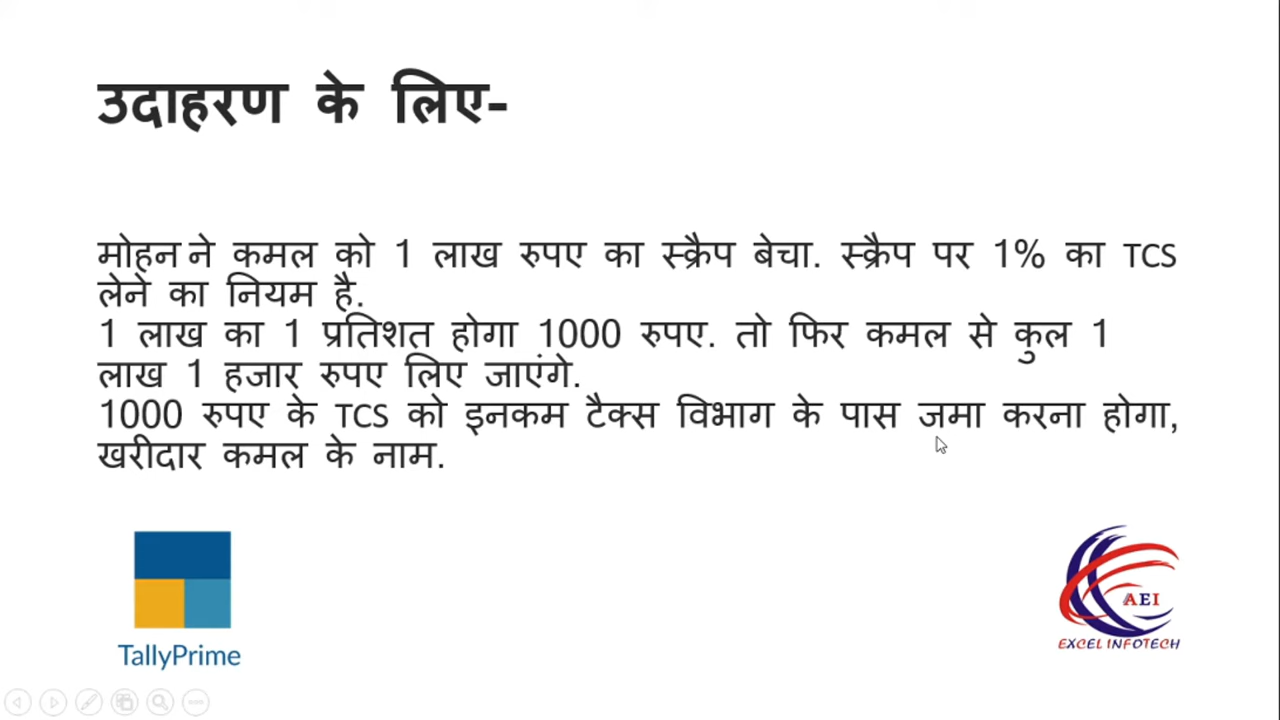 उदाहरण के लिए-
मोहन ने कमल को 1 लाख रुपए का स्क्रैप बेचा. स्क्रैप पर 1% का TCS
लेने का नियम है.
1 लाख का 1 प्रतिशत होगा 1000 रुपए. तो फिर कमल से कुल 1
लाख 1 हजार रुपए लिए जाएंगे.
1000 रुपए के TCS को इनकम टैक्स विभाग के पास जमा करना होगा,
खरीदार कमल के नाम.
TallyPrime
AEI
EXCEL INFOTECH